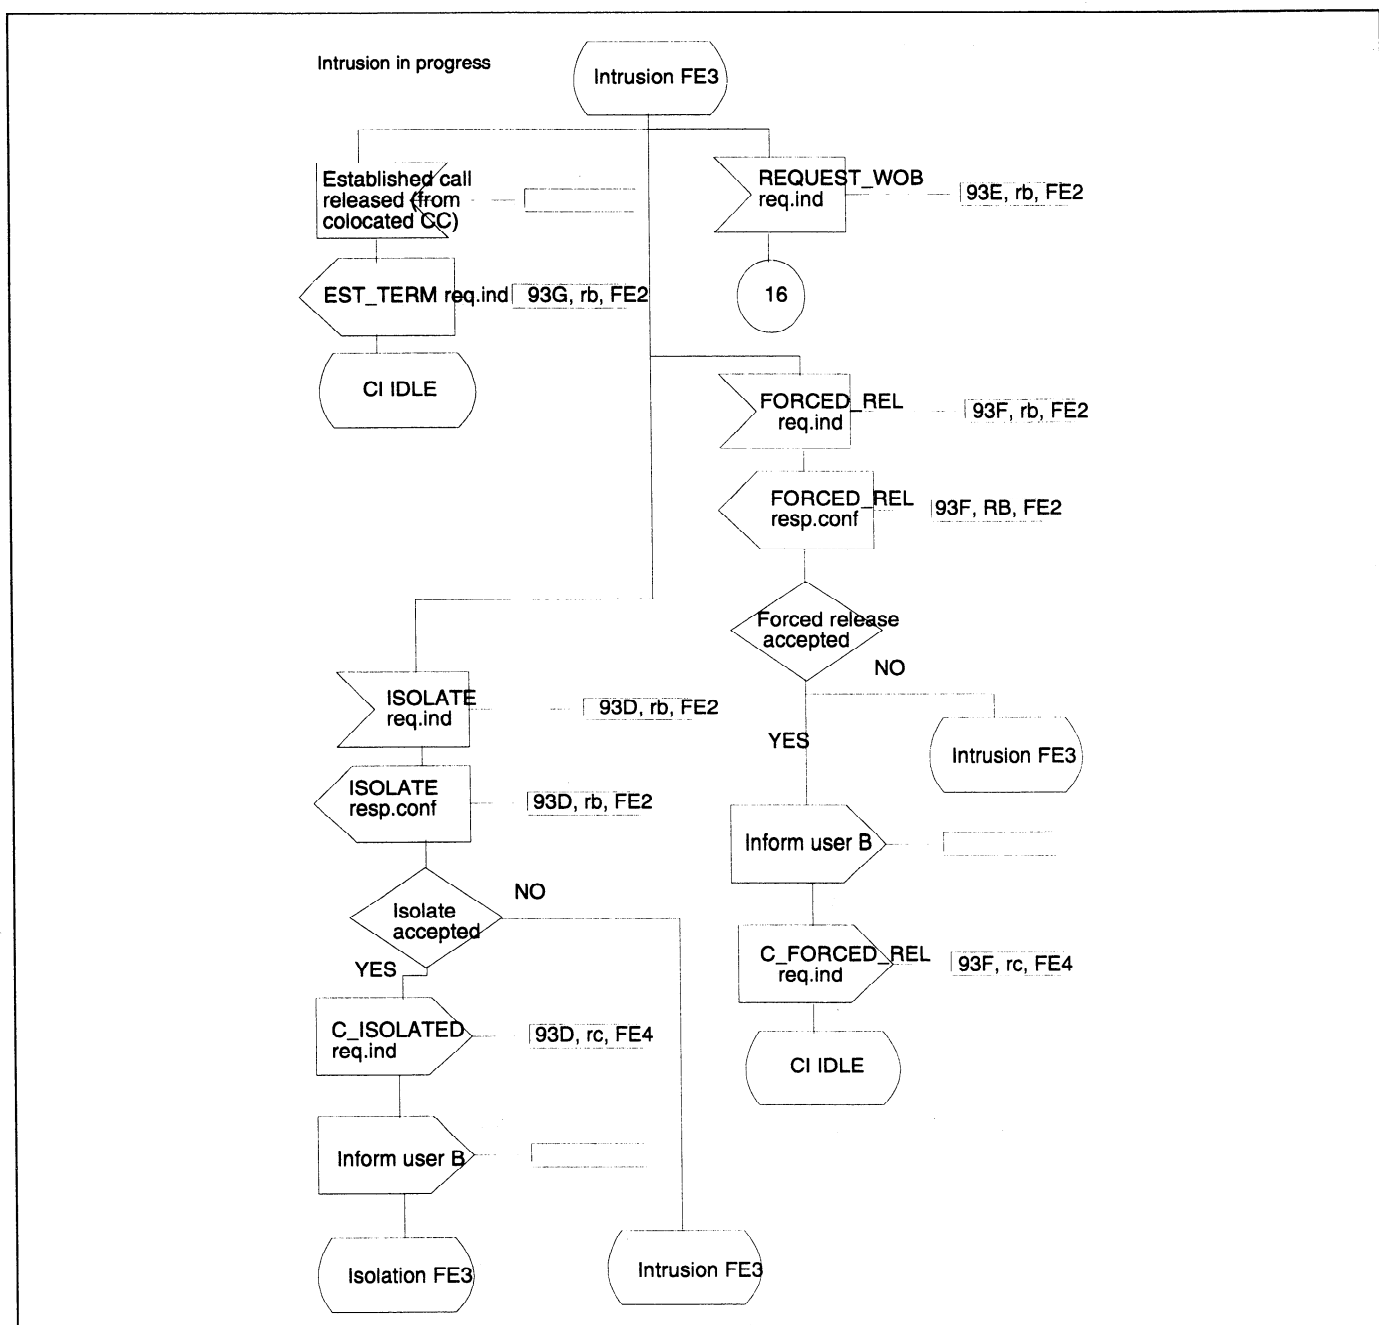 Intrusion in progress
Intrusion FE3
Established call
released (from
colocated CC)
REQUEST_WOB
req.ind
93E, rb, FE2
EST_TERM req.ind
93G, rb, FE2
16
CI IDLE
FORCED_REL
req.ind
93F, rb, FE2
FORCED_REL
resp.conf
93F, RB, FE2
Forced release
accepted
NO
YES
Intrusion FE3
ISOLATE
req.ind
93D, rb, FE2
ISOLATE
resp.conf
93D, rb, FE2
Inform user B
Isolate
accepted
NO
YES
C_FORCED_REL
req.ind
93F, rc, FE4
C_ISOLATED
req.ind
93D, rc, FE4
CI IDLE
Inform user B
Isolation FE3
Intrusion FE3